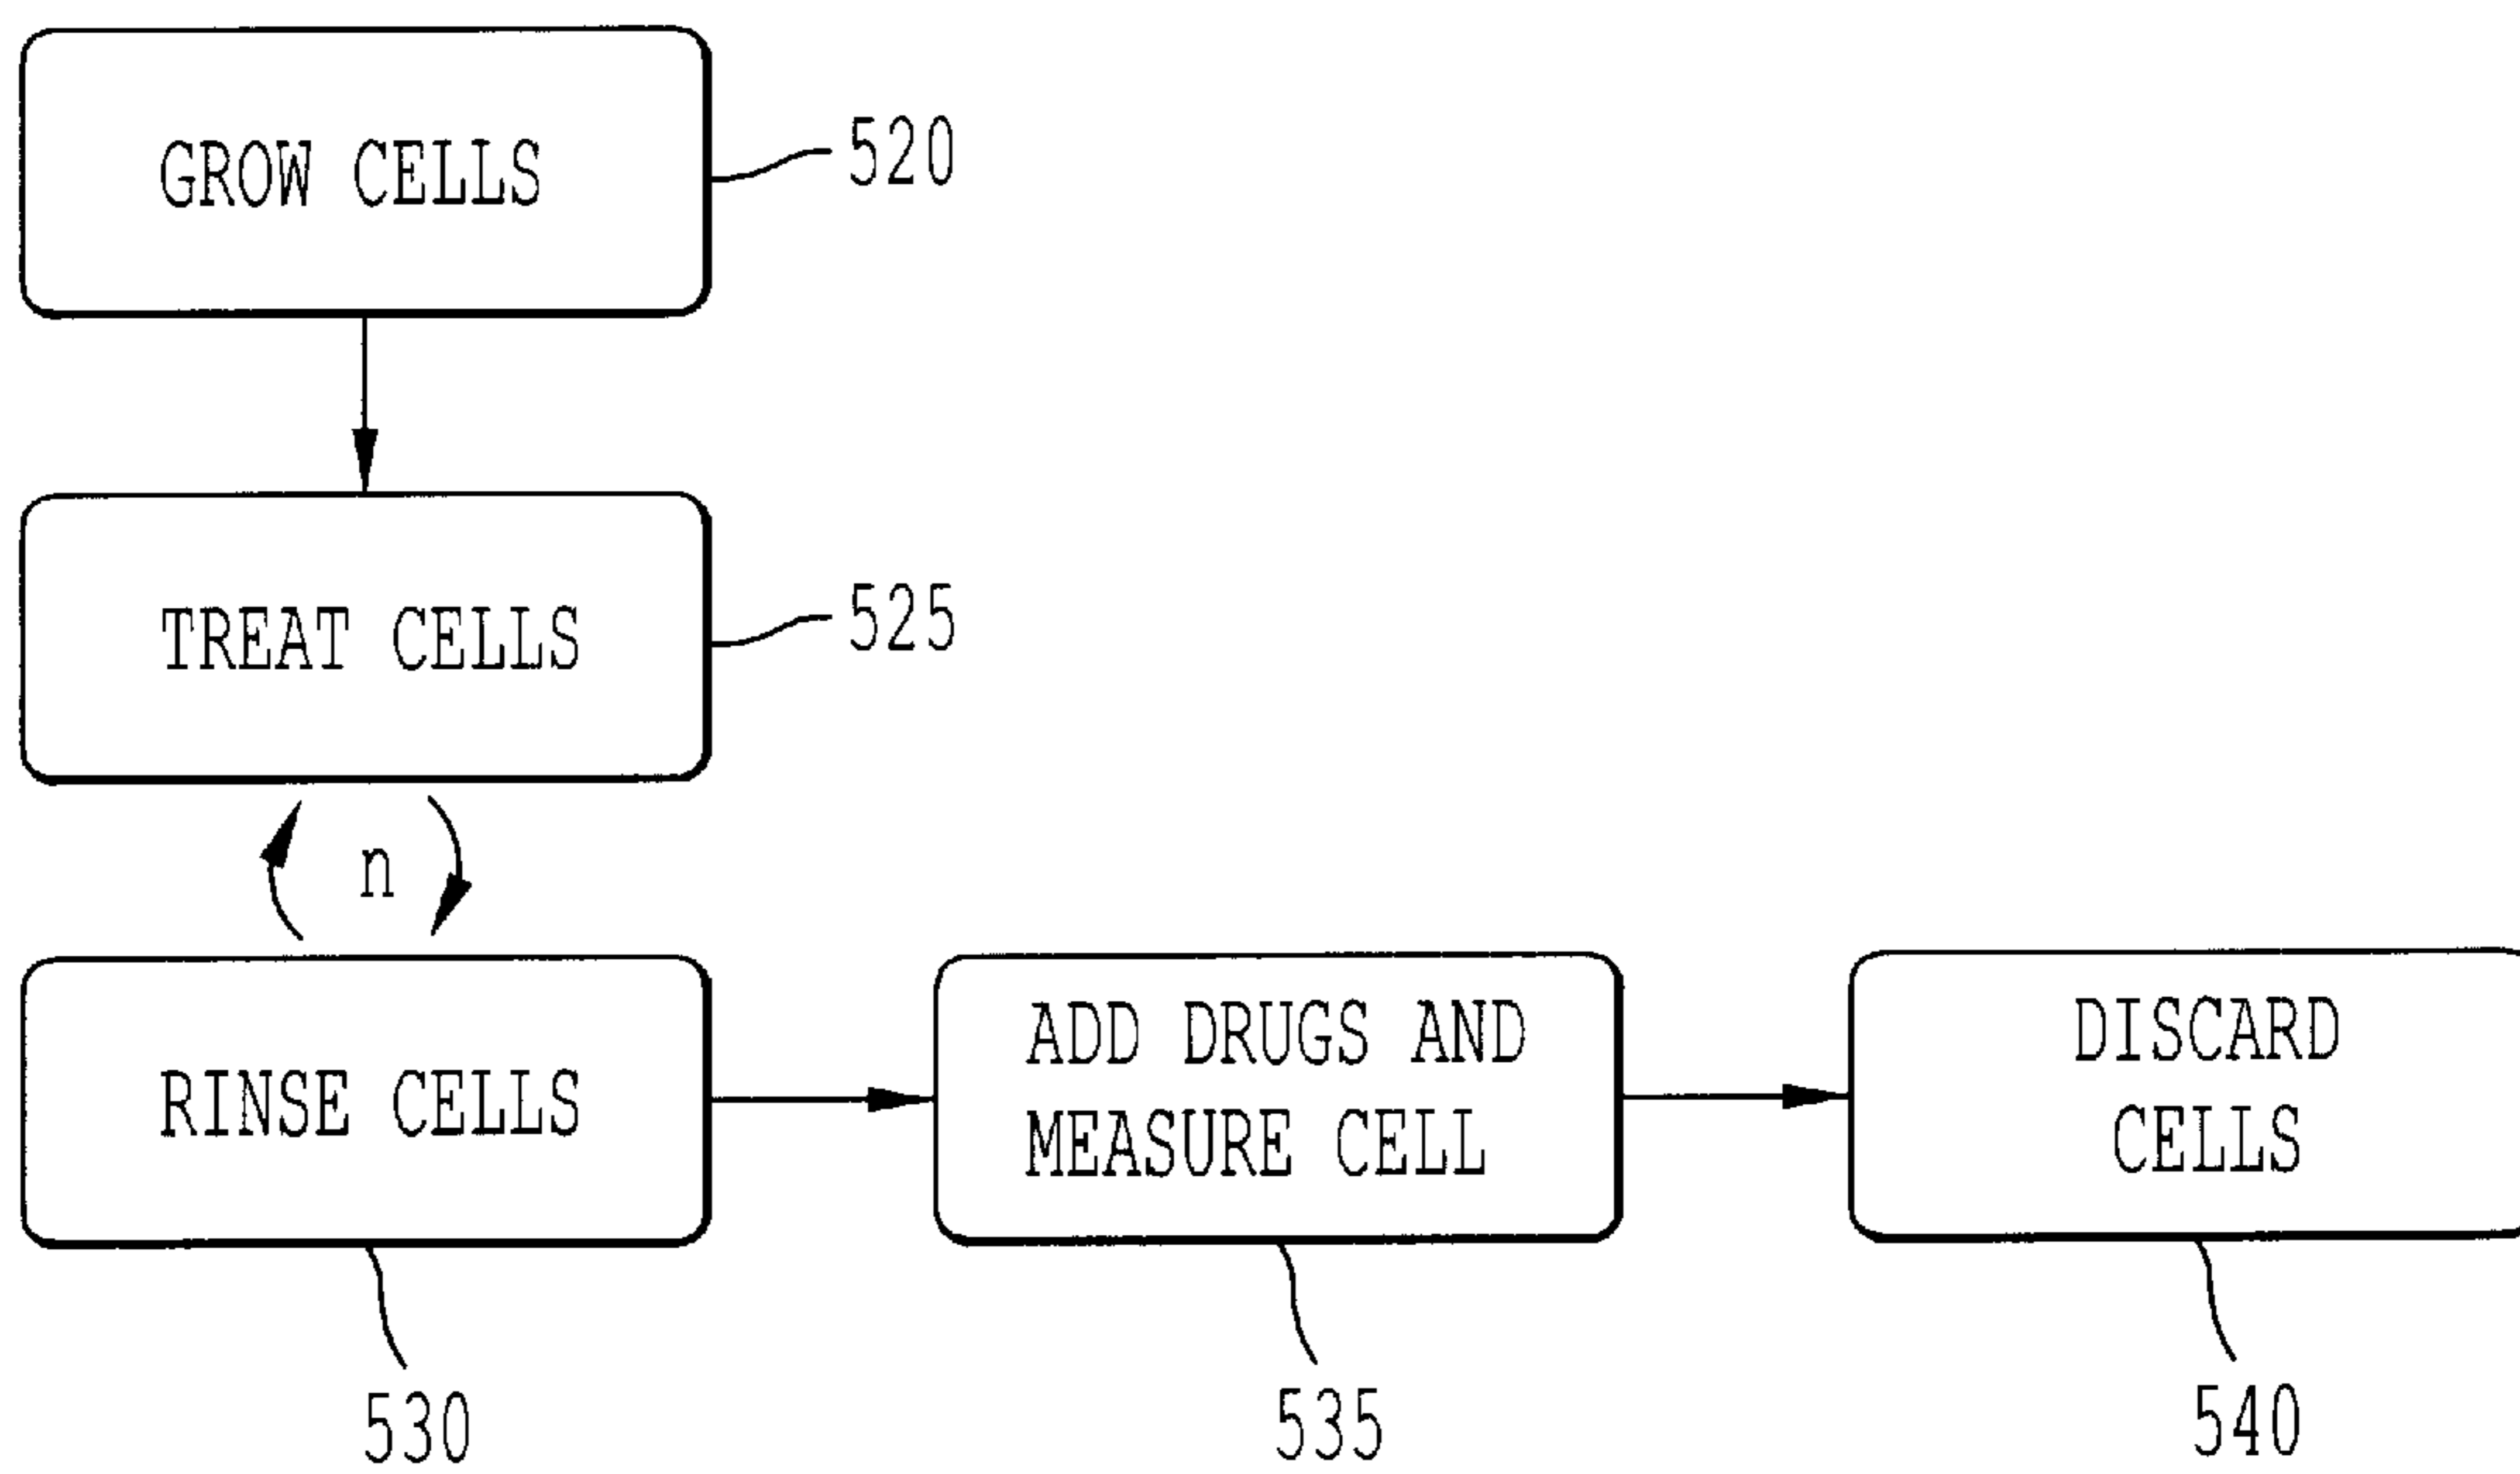 GROW CELLS
520
TREAT CELLS
525
n
RINSE CELLS
530
ADD DRUGS AND
MEASURE CELL
535
DISCARD
CELLS
540